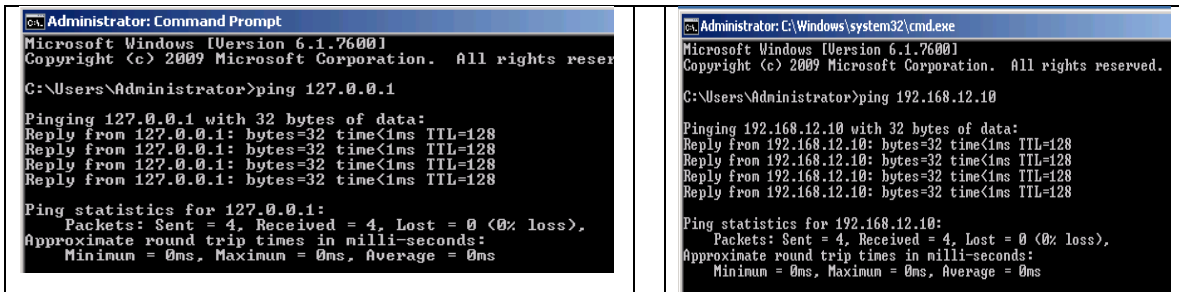 Administrator: Command Prompt
Microsoft Windows [Version 6.1.7600]
Copyright (c) 2009 Microsoft Corporation.  All rights reser
C:\Users\Administrator>ping 127.0.0.1
Pinging 127.0.0.1 with 32 bytes of data:
Reply from 127.0.0.1: bytes=32 time<1ms TTL=128
Reply from 127.0.0.1: bytes=32 time<1ms TTL=128
Reply from 127.0.0.1: bytes=32 time<1ms TTL=128
Reply from 127.0.0.1: bytes=32 time<1ms TTL=128
Ping statistics for 127.0.0.1:
Packets: Sent = 4, Received = 4, Lost = 0 (0% loss),
Approximate round trip times in milli-seconds:
Minimum = 0ms, Maximum = 0ms, Average = 0ms
Administrator: C:\Windows\system32\cmd.exe
Microsoft Windows [Version 6.1.7600]
Copyright (c) 2009 Microsoft Corporation.  All rights reserved.
C:\Users\Administrator>ping 192.168.12.10
Pinging 192.168.12.10 with 32 bytes of data:
Reply from 192.168.12.10: bytes=32 time<1ms TTL=128
Reply from 192.168.12.10: bytes=32 time<1ms TTL=128
Reply from 192.168.12.10: bytes=32 time<1ms TTL=128
Reply from 192.168.12.10: bytes=32 time<1ms TTL=128
Ping statistics for 192.168.12.10:
Packets: Sent = 4, Received = 4, Lost = 0 (0% loss),
Approximate round trip times in milli-seconds:
Minimum = 0ms, Maximum = 0ms, Average = 0ms